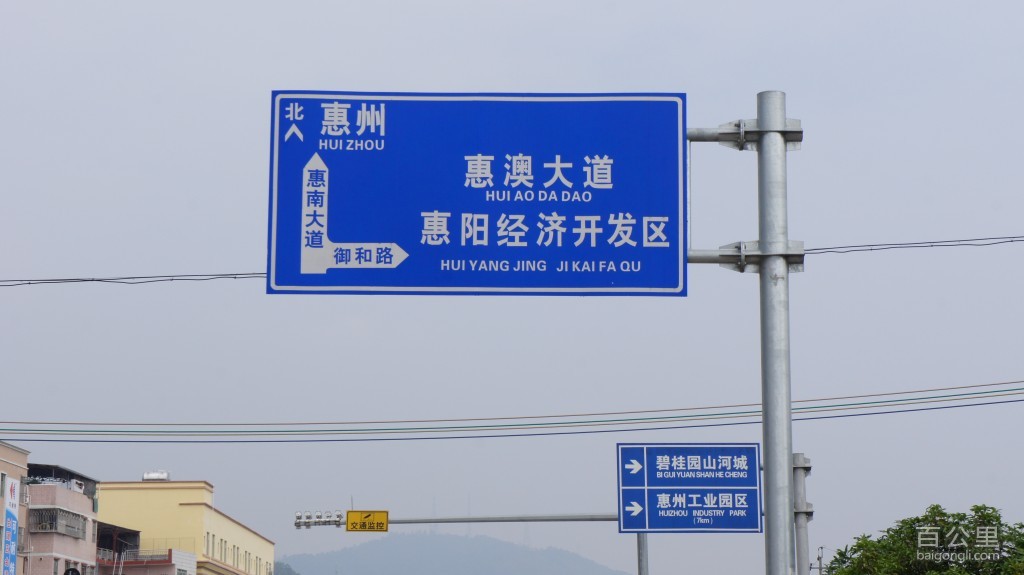 北
惠州
HUI ZHOU
惠南大道
御和路
惠澳大道
HUI AO DA DAO
惠阳经济开发区
HUI YANG JING JI KAI FA QU
碧桂园山河城
BI GUI YUAN SHAN HE CHENG
惠州工业园区
HUIZHOU INDUSTRY PARK
(7km)
交通监控
百公里
baigongli.com